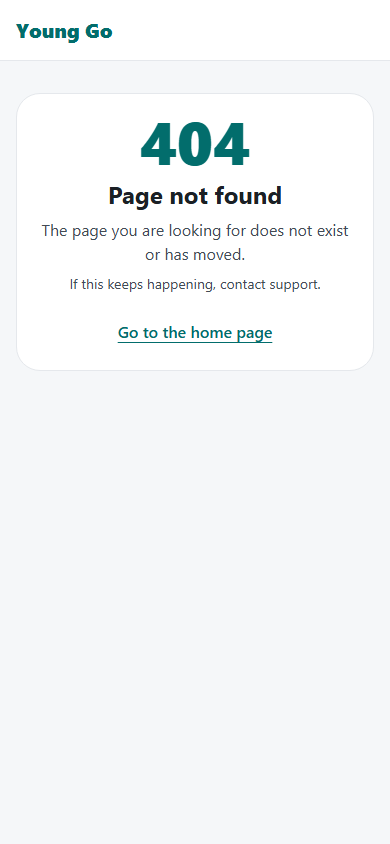 Young Go
404
Page not found
The page you are looking for does not exist
or has moved.
If this keeps happening, contact support.
Go to the home page